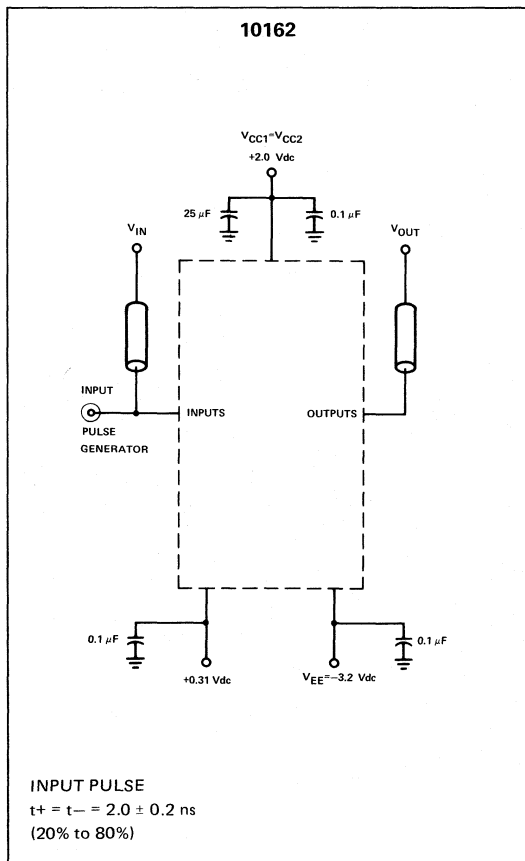 10162
VCC1=VCC2
+2.0 Vdc
25 μF
0.1 μF
VIN
VOUT
INPUT
PULSE
GENERATOR
INPUTS
OUTPUTS
0.1 μF
0.1 μF
+0.31 Vdc
VEE=−3.2 Vdc
INPUT PULSE
t+ = t− = 2.0 ± 0.2 ns
(20% to 80%)